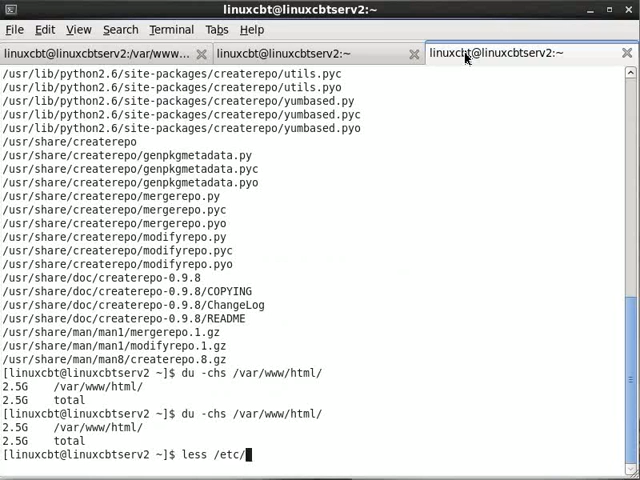 linuxcbt@linuxcbtserv2:~
File Edit View Search Terminal Tabs Help
linuxcbt@linuxcbtserv2:/var/www... linuxcbt@linuxcbtserv2:~ linuxcbt@linuxcbtserv2:~
/usr/lib/python2.6/site-packages/createrepo/utils.pyc
/usr/lib/python2.6/site-packages/createrepo/utils.pyo
/usr/lib/python2.6/site-packages/createrepo/yumbased.py
/usr/lib/python2.6/site-packages/createrepo/yumbased.pyc
/usr/lib/python2.6/site-packages/createrepo/yumbased.pyo
/usr/share/createrepo
/usr/share/createrepo/genpkgmetadata.py
/usr/share/createrepo/genpkgmetadata.pyc
/usr/share/createrepo/genpkgmetadata.pyo
/usr/share/createrepo/mergerepo.py
/usr/share/createrepo/mergerepo.pyc
/usr/share/createrepo/mergerepo.pyo
/usr/share/createrepo/modifyrepo.py
/usr/share/createrepo/modifyrepo.pyc
/usr/share/createrepo/modifyrepo.pyo
/usr/share/doc/createrepo-0.9.8
/usr/share/doc/createrepo-0.9.8/COPYING
/usr/share/doc/createrepo-0.9.8/ChangeLog
/usr/share/doc/createrepo-0.9.8/README
/usr/share/man/man1/mergerepo.1.gz
/usr/share/man/man1/modifyrepo.1.gz
/usr/share/man/man8/createrepo.8.gz
[linuxcbt@linuxcbtserv2 ~]$ du -chs /var/www/html/
2.5G /var/www/html/
2.5G total
[linuxcbt@linuxcbtserv2 ~]$ du -chs /var/www/html/
2.5G /var/www/html/
2.5G total
[linuxcbt@linuxcbtserv2 ~]$ less /etc/